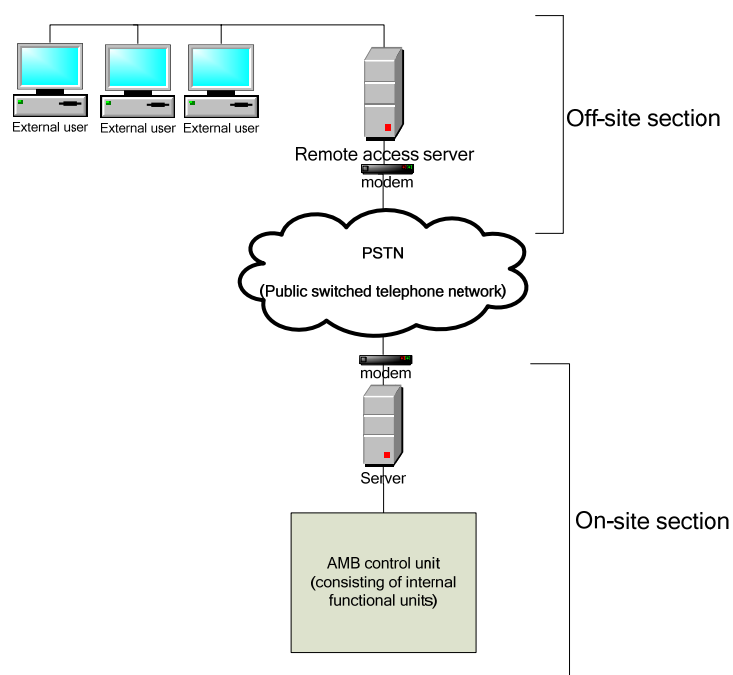 External user
External user
External user
Remote access server
modem
Off-site section
PSTN
(Public switched telephone network)
modem
Server
On-site section
AMB control unit
(consisting of internal
functional units)